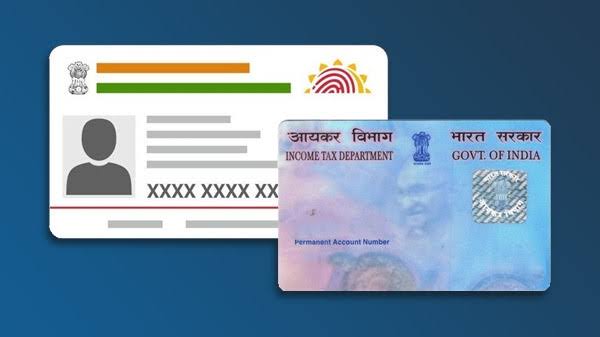 XXXX XXXX XX
आयकर विभाग
INCOME TAX DEPARTMENT
भारत सरकार
GOVT. OF INDIA
Permanent Account Number